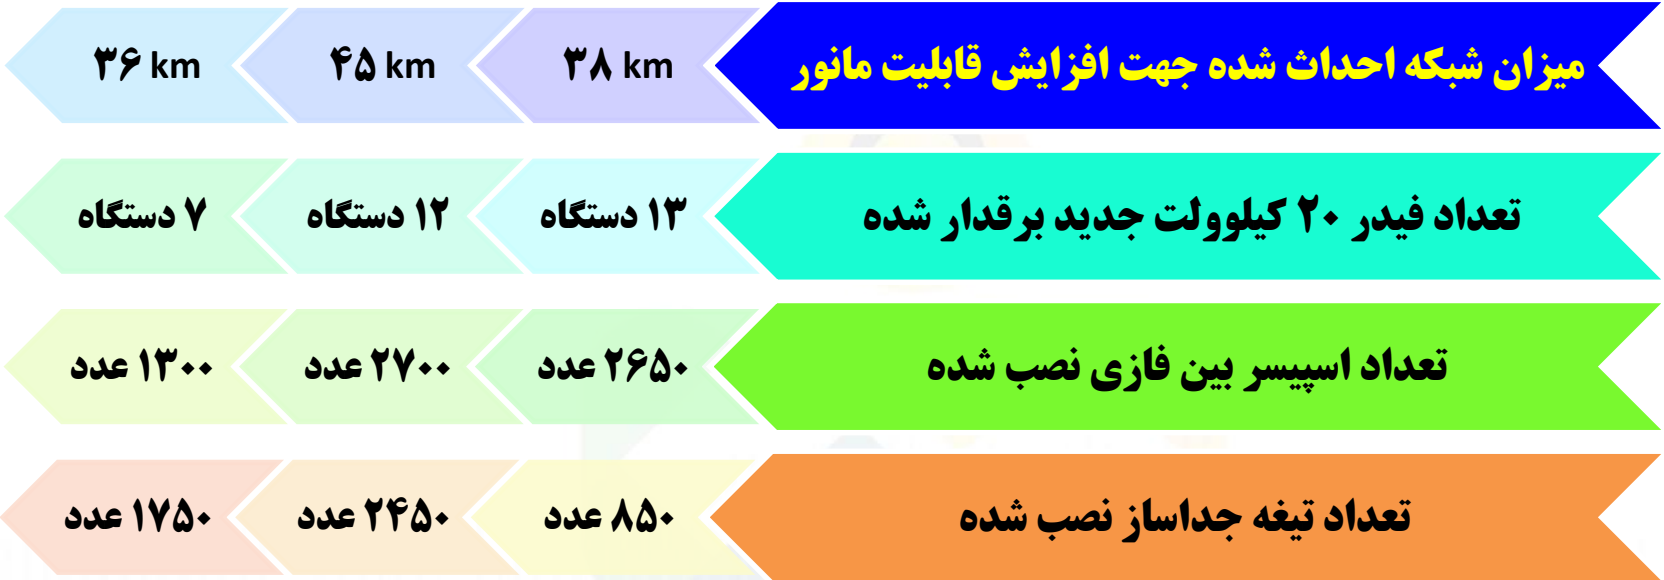 میزان شبکه احداث شده جهت افزایش قابلیت مانور ۳۸ km ۴۵ km ۳۶ km
تعداد فیدر ۲۰ کیلوولت جدید برقدار شده ۱۳ دستگاه ۱۲ دستگاه ۷ دستگاه
تعداد اسپیسر بین فازی نصب شده ۲۶۵۰ عدد ۲۷۰۰ عدد ۱۳۰۰ عدد
تعداد تیغه جداساز نصب شده ۸۵۰ عدد ۲۴۵۰ عدد ۱۷۵۰ عدد